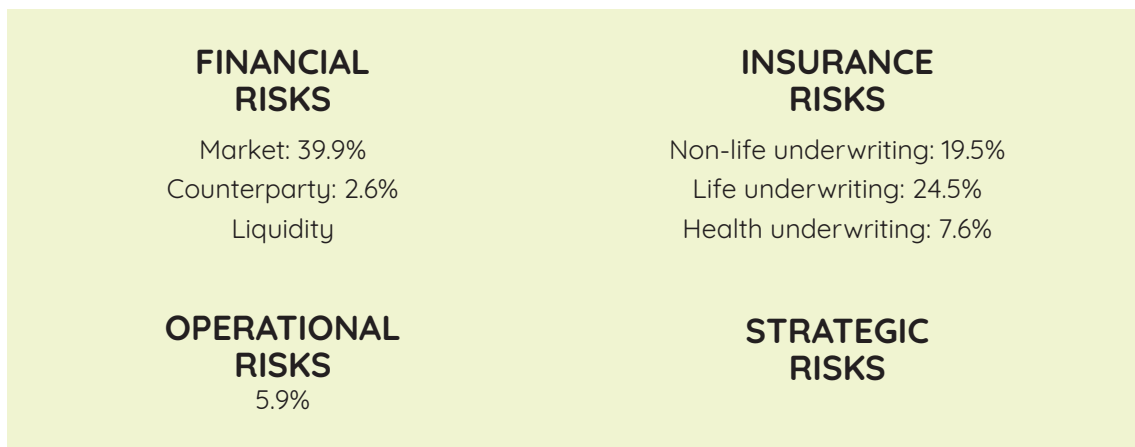 FINANCIAL
RISKS
Market: 39.9%
Counterparty: 2.6%
Liquidity
INSURANCE
RISKS
Non-life underwriting: 19.5%
Life underwriting: 24.5%
Health underwriting: 7.6%
OPERATIONAL
RISKS
5.9%
STRATEGIC
RISKS